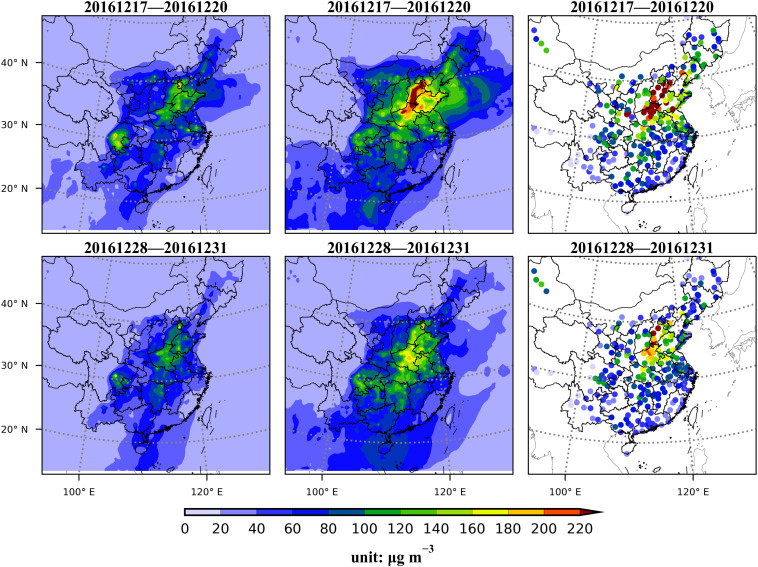 20161217—20161220 20161217—20161220 20161217—20161220
40° N
30° N
20° N
20161228—20161231 20161228—20161231 20161228—20161231
40° N
30° N
20° N
100° E 120° E 100° E 120° E 100° E 120° E
0 20 40 60 80 100 120 140 160 180 200 220
unit: μg m⁻³